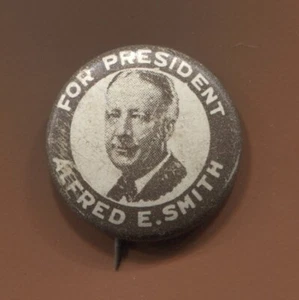 FOR PRESIDENT
ALFRED E. SMITH